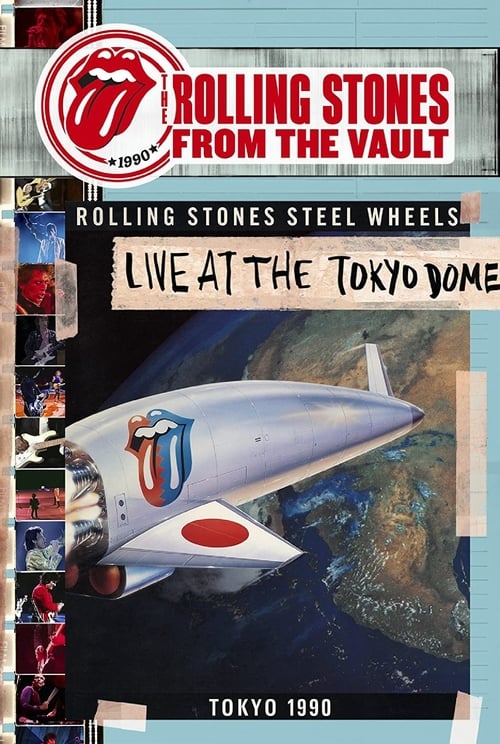 THE
ROLLING STONES
FROM THE VAULT
★1990★
ROLLING STONES STEEL WHEELS
LIVE AT THE TOKYO DOME
TOKYO 1990